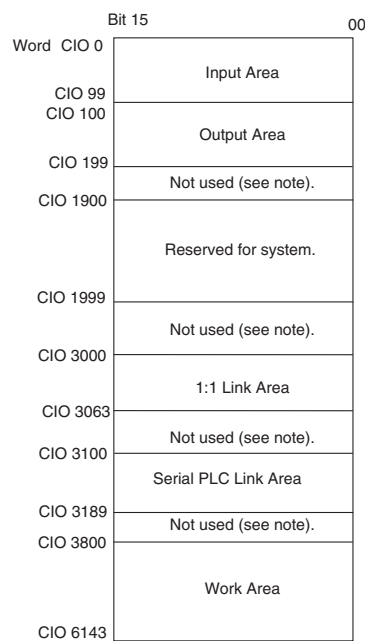 Bit 15 00
Word CIO 0
Input Area
CIO 99
CIO 100
Output Area
CIO 199
Not used (see note).
CIO 1900
Reserved for system.
CIO 1999
Not used (see note).
CIO 3000
1:1 Link Area
CIO 3063
Not used (see note).
CIO 3100
Serial PLC Link Area
CIO 3189
Not used (see note).
CIO 3800
Work Area
CIO 6143